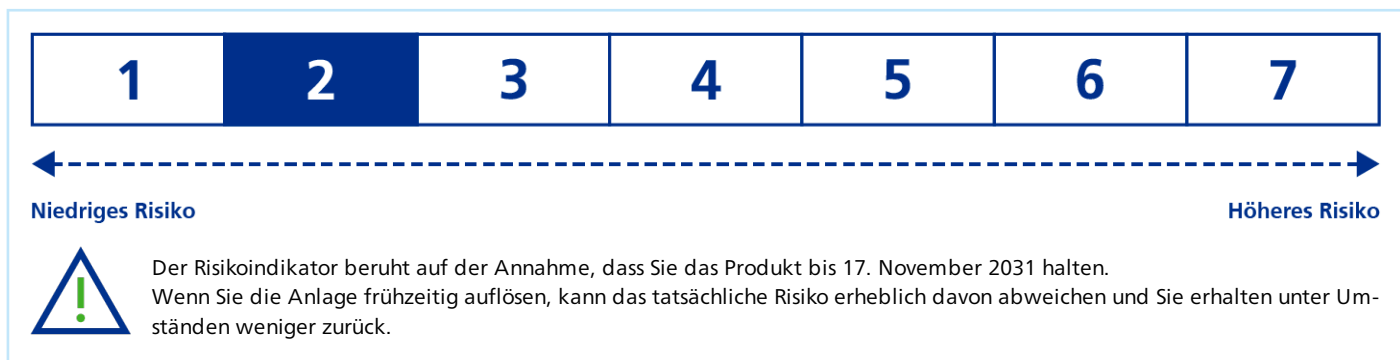 1 2 3 4 5 6 7
Niedriges Risiko Höheres Risiko
Der Risikoindikator beruht auf der Annahme, dass Sie das Produkt bis 17. November 2031 halten.
Wenn Sie die Anlage frühzeitig auflösen, kann das tatsächliche Risiko erheblich davon abweichen und Sie erhalten unter Um-
ständen weniger zurück.